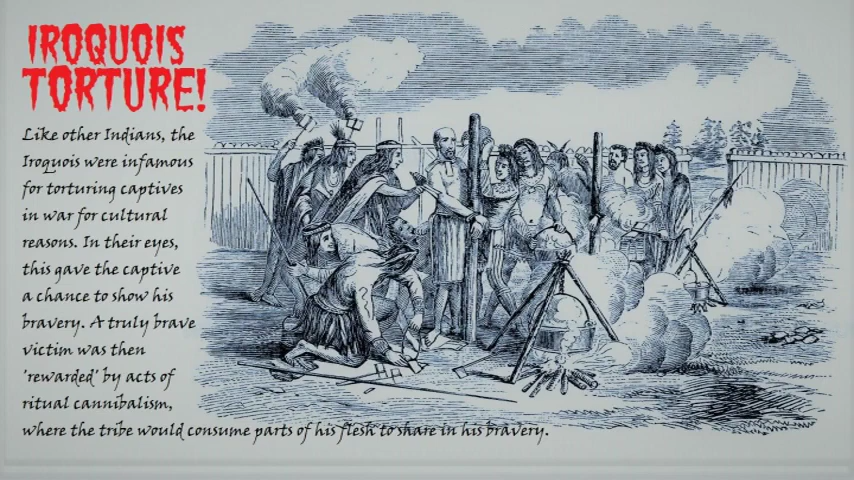 IROQUOIS
TORTURE!
Like other Indians, the
Iroquois were infamous
for torturing captives
in war for cultural
reasons. In their eyes,
this gave the captive
a chance to show his
bravery. A truly brave
victim was then
'rewarded' by acts of
ritual cannibalism,
where the tribe would consume parts of his flesh to share in his bravery.